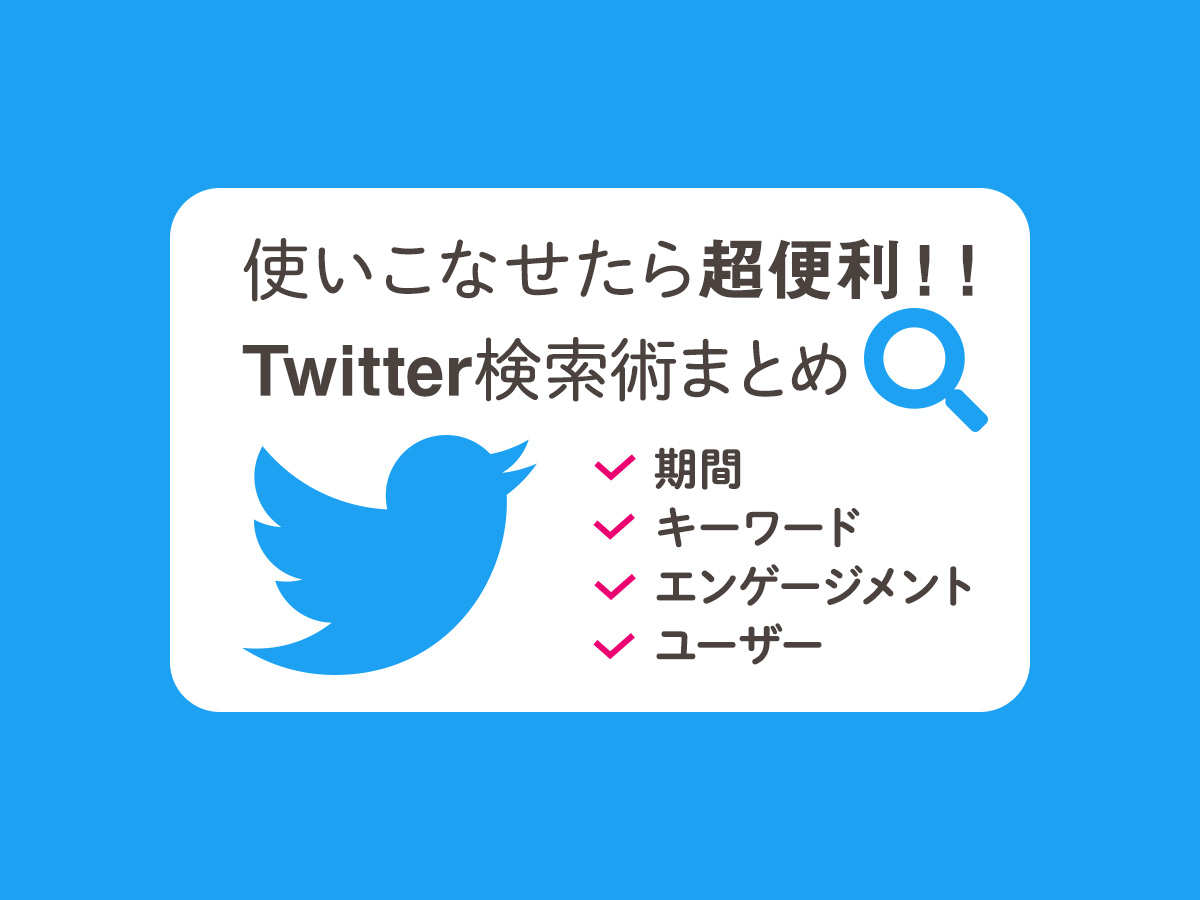 使いこなせたら超便利！！
Twitter検索術まとめ
期間
キーワード
エンゲージメント
ユーザー